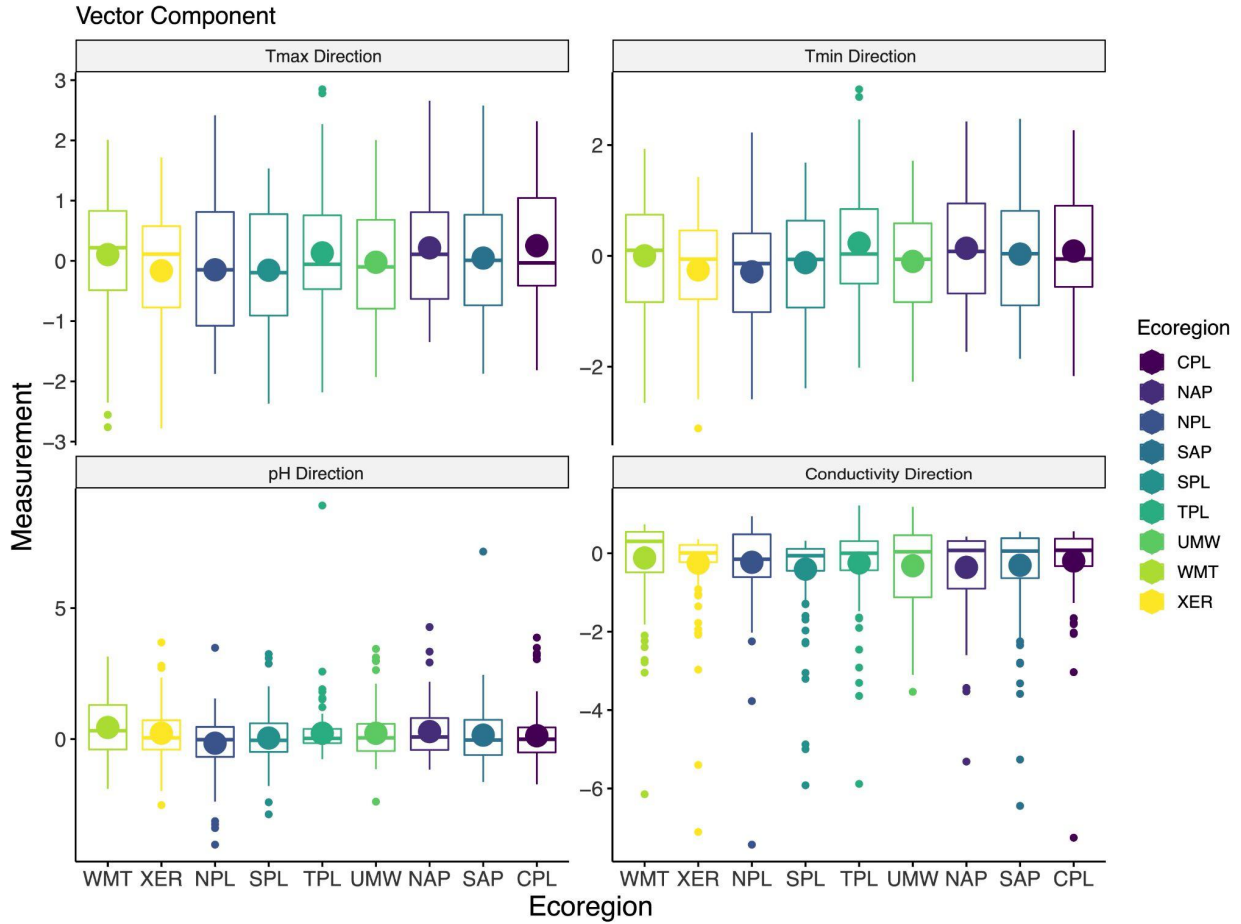 Vector Component
Tmax Direction
Tmin Direction
3
2
1
0
−1
−2
−3
2
0
−2
Measurement
pH Direction
Conductivity Direction
5
0
0
−2
−4
−6
WMT XER NPL SPL TPL UMW NAP SAP CPL
WMT XER NPL SPL TPL UMW NAP SAP CPL
Ecoregion
Ecoregion
CPL
NAP
NPL
SAP
SPL
TPL
UMW
WMT
XER